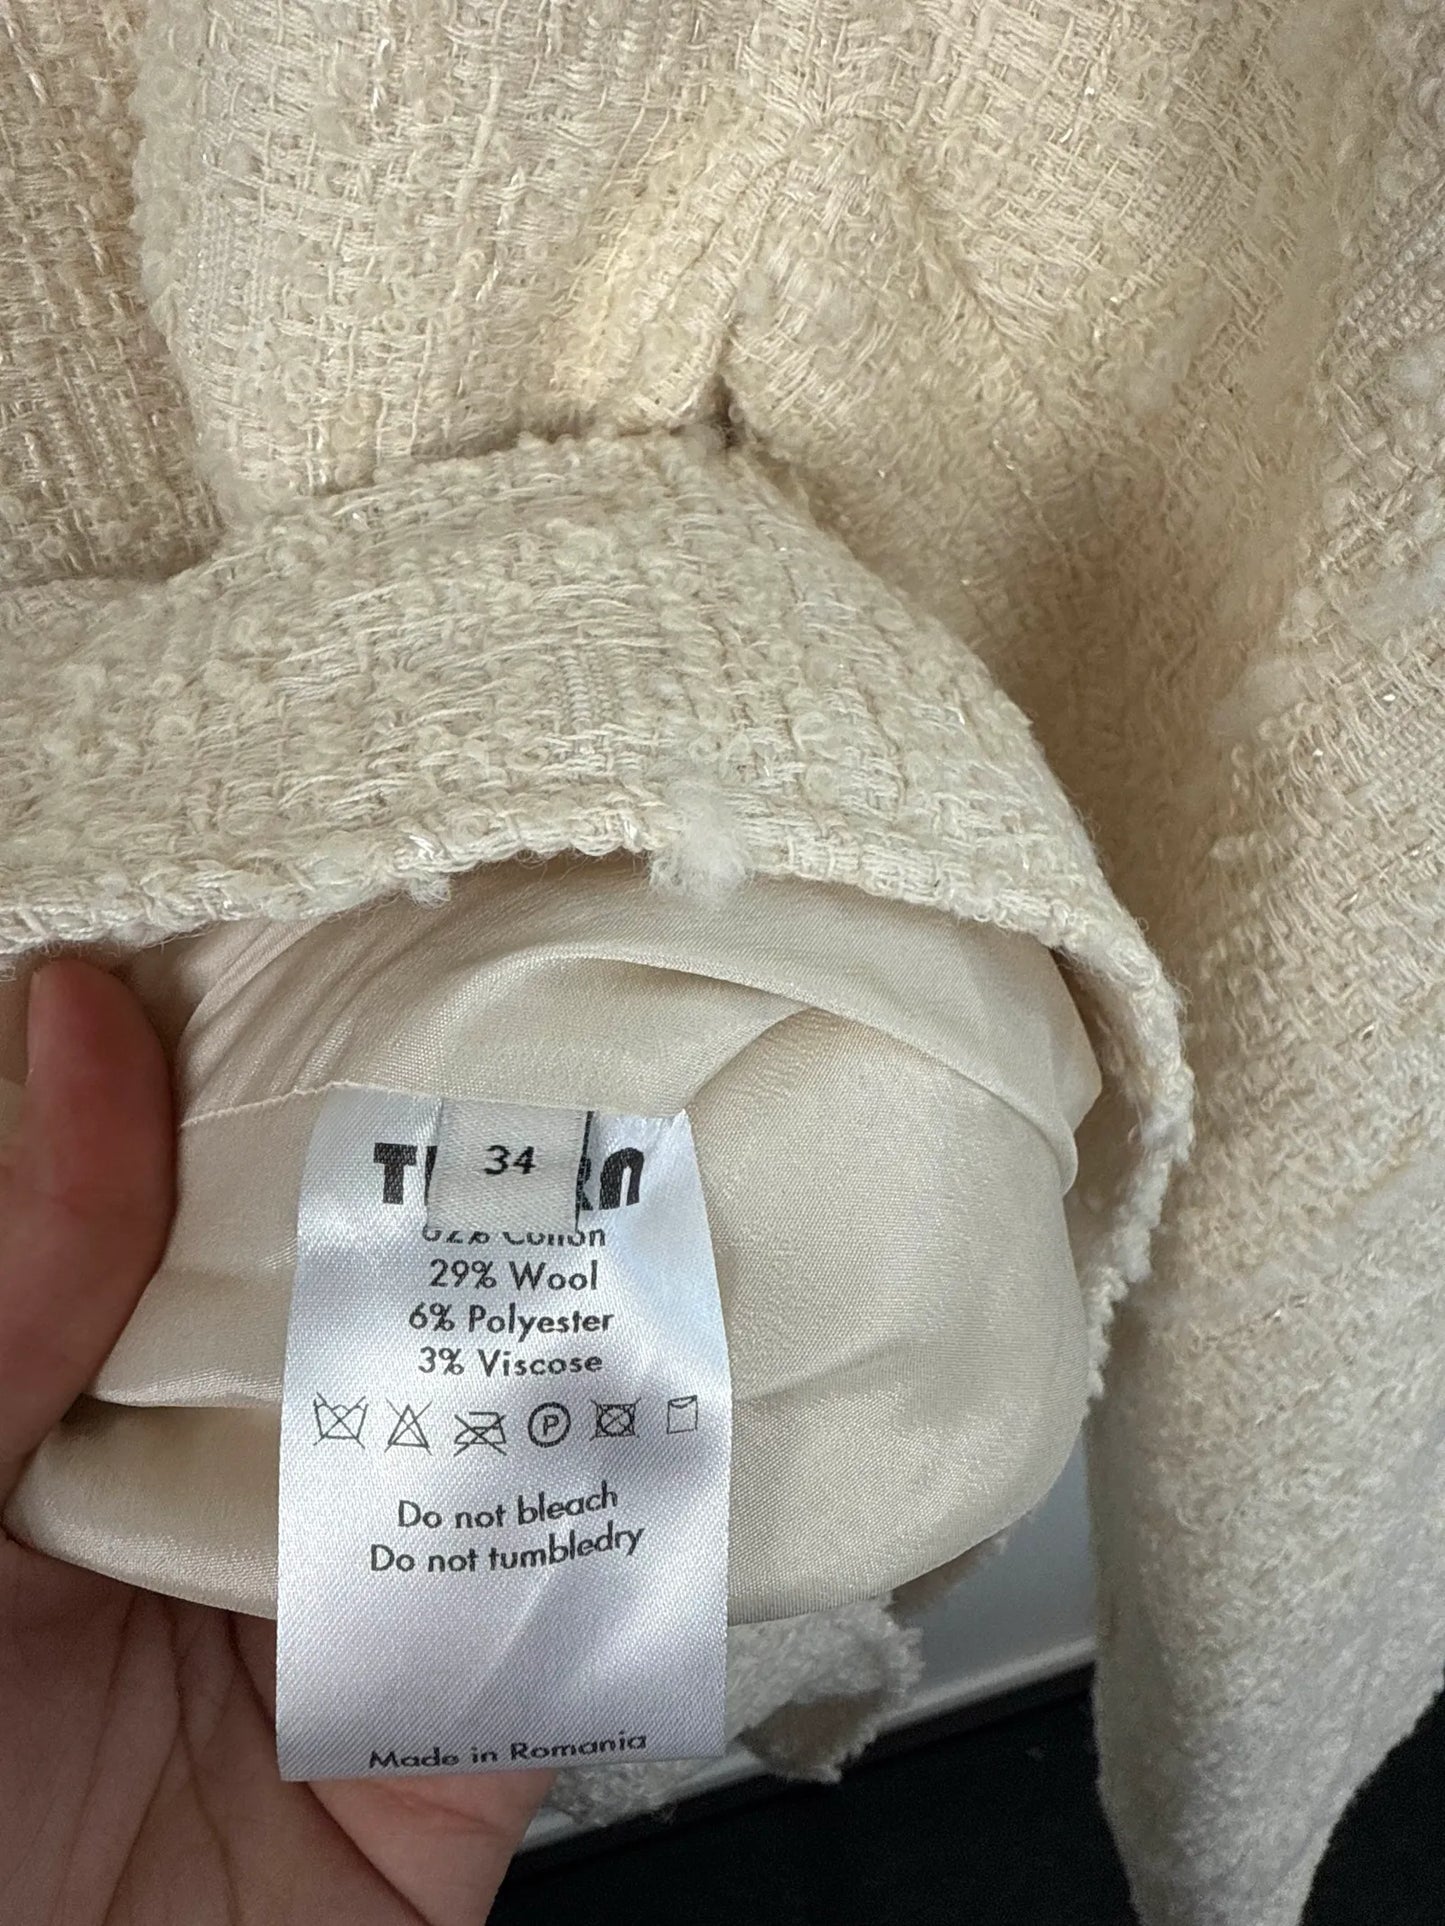 34
29% Wool
6% Polyester
3% Viscose
P
Do not bleach
Do not tumbledry
Made in Romania